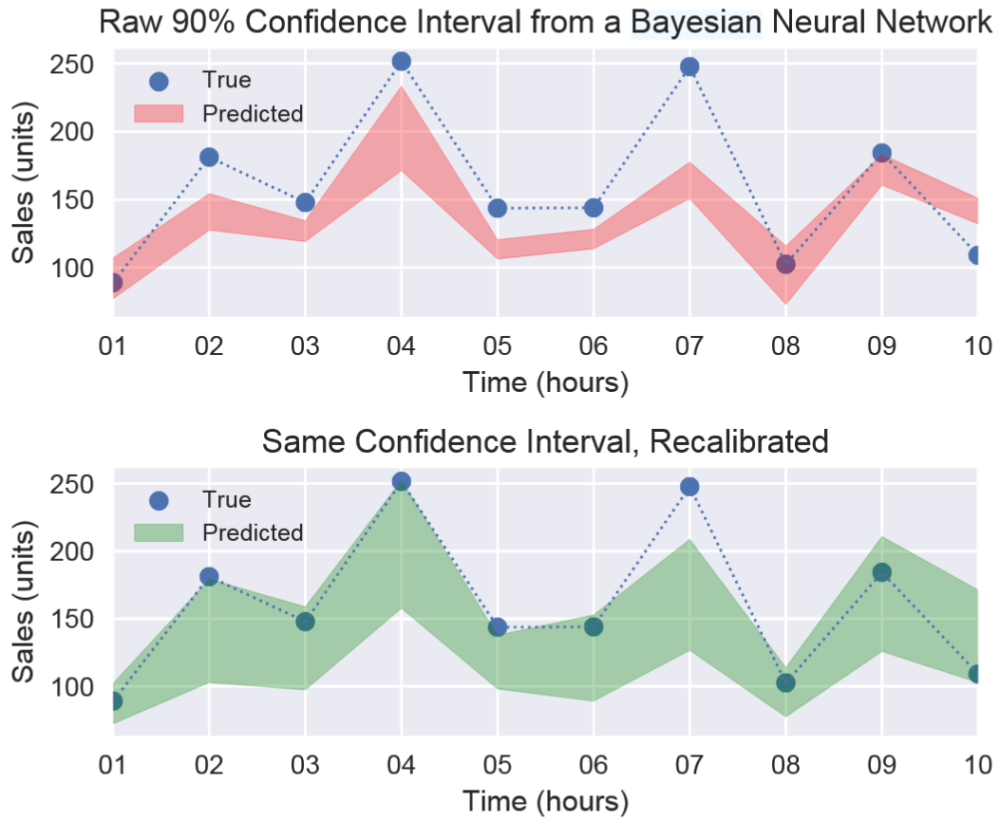 Raw 90% Confidence Interval from a Bayesian Neural Network
250
200
150
100
Sales (units)
True
Predicted
01 02 03 04 05 06 07 08 09 10
Time (hours)
Same Confidence Interval, Recalibrated
250
200
150
100
Sales (units)
True
Predicted
01 02 03 04 05 06 07 08 09 10
Time (hours)